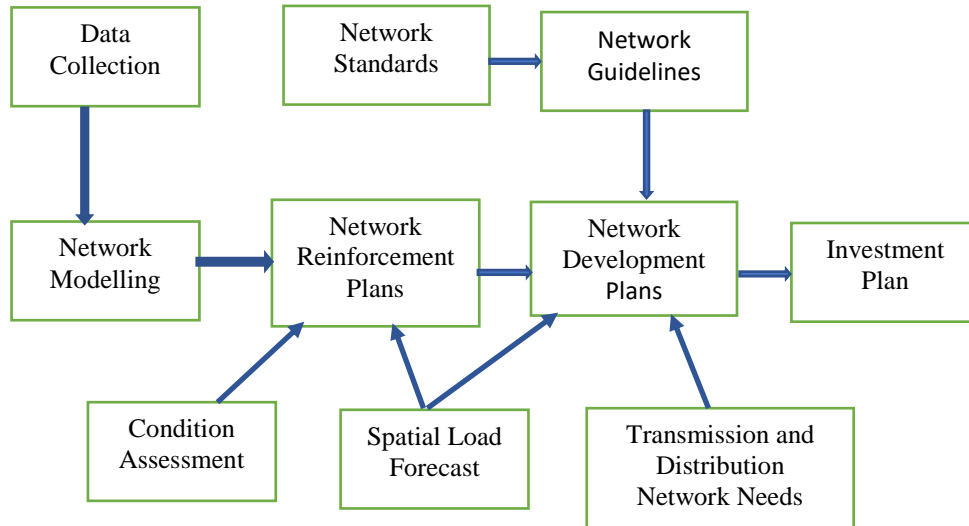 Data
Collection
Network
Standards
Network
Guidelines
Network
Modelling
Network
Reinforcement
Plans
Network
Development
Plans
Investment
Plan
Condition
Assessment
Spatial Load
Forecast
Transmission and
Distribution
Network Needs